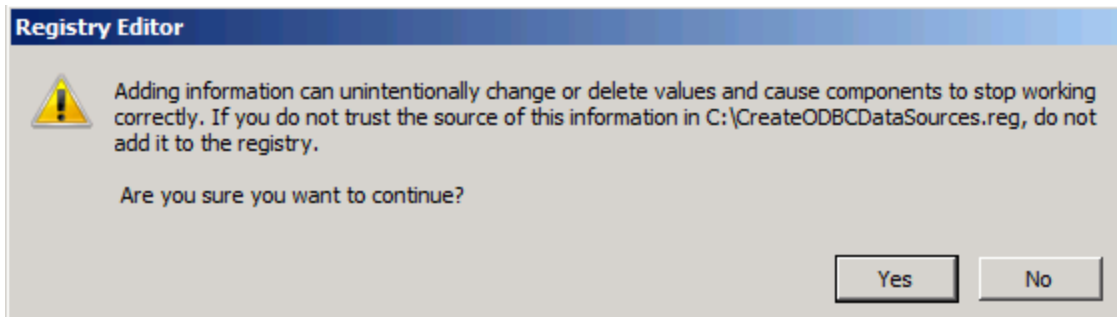 Registry Editor
Adding information can unintentionally change or delete values and cause components to stop working
correctly. If you do not trust the source of this information in C:\CreateODBCDataSources.reg, do not
add it to the registry.
Are you sure you want to continue?
Yes No